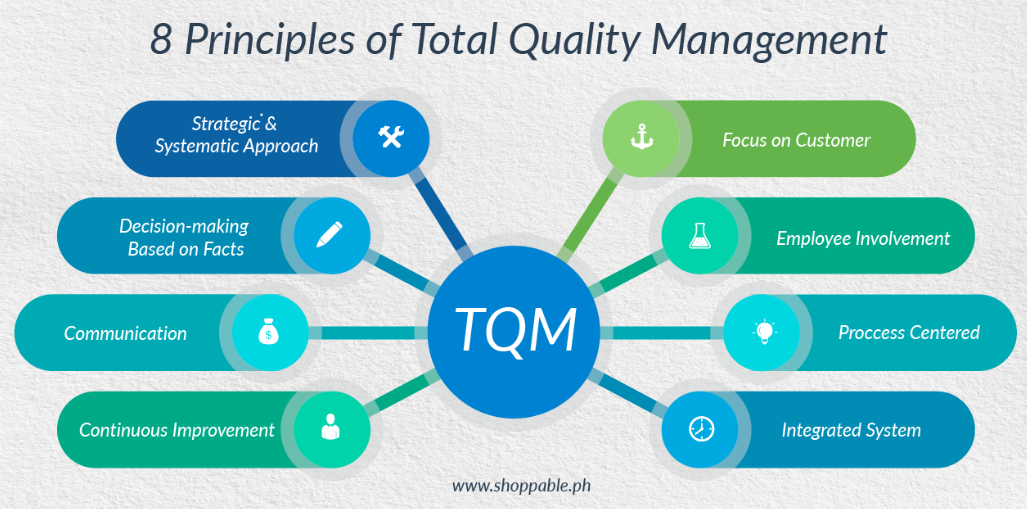 8 Principles of Total Quality Management
Strategic &
Systematic Approach
Focus on Customer
Decision-making
Based on Facts
Employee Involvement
Communication
TQM
Proccess Centered
Continuous Improvement
Integrated System
$
www.shoppable.ph